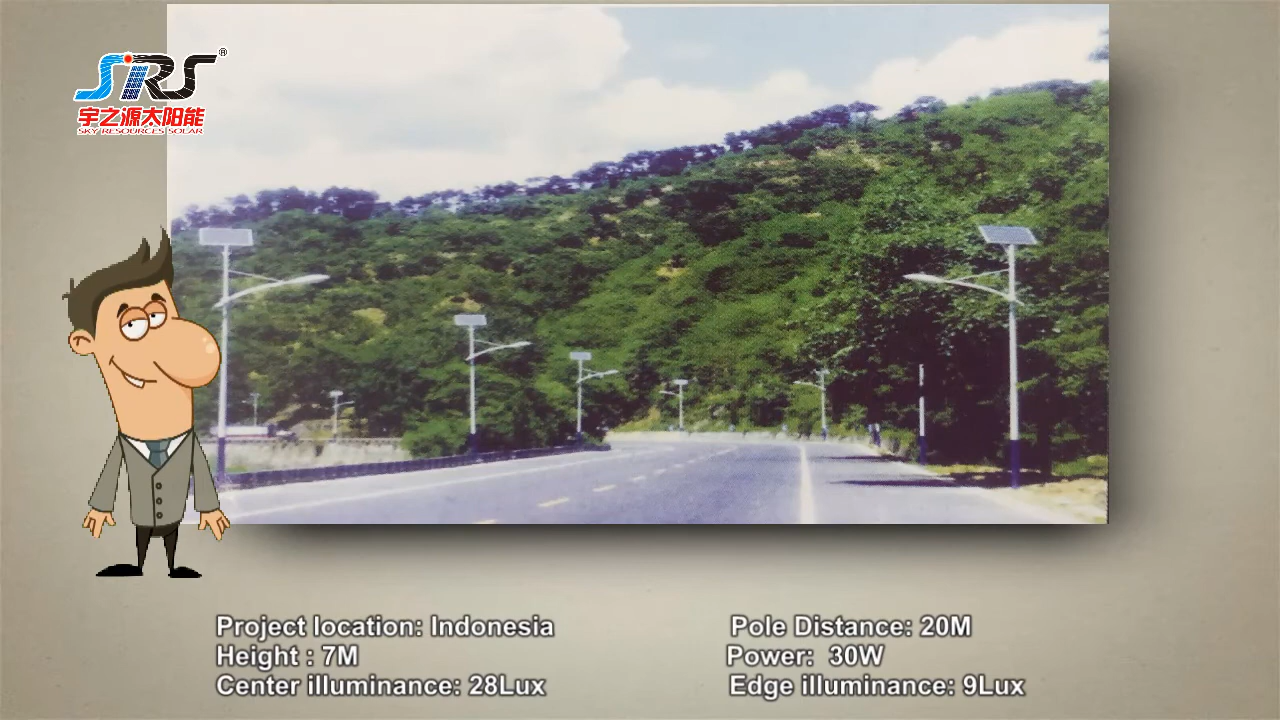 SRS®
宇之源太阳能
SKY RESOURCES SOLAR
Project location: Indonesia
Height : 7M
Center illuminance: 28Lux
Pole Distance: 20M
Power: 30W
Edge illuminance: 9Lux